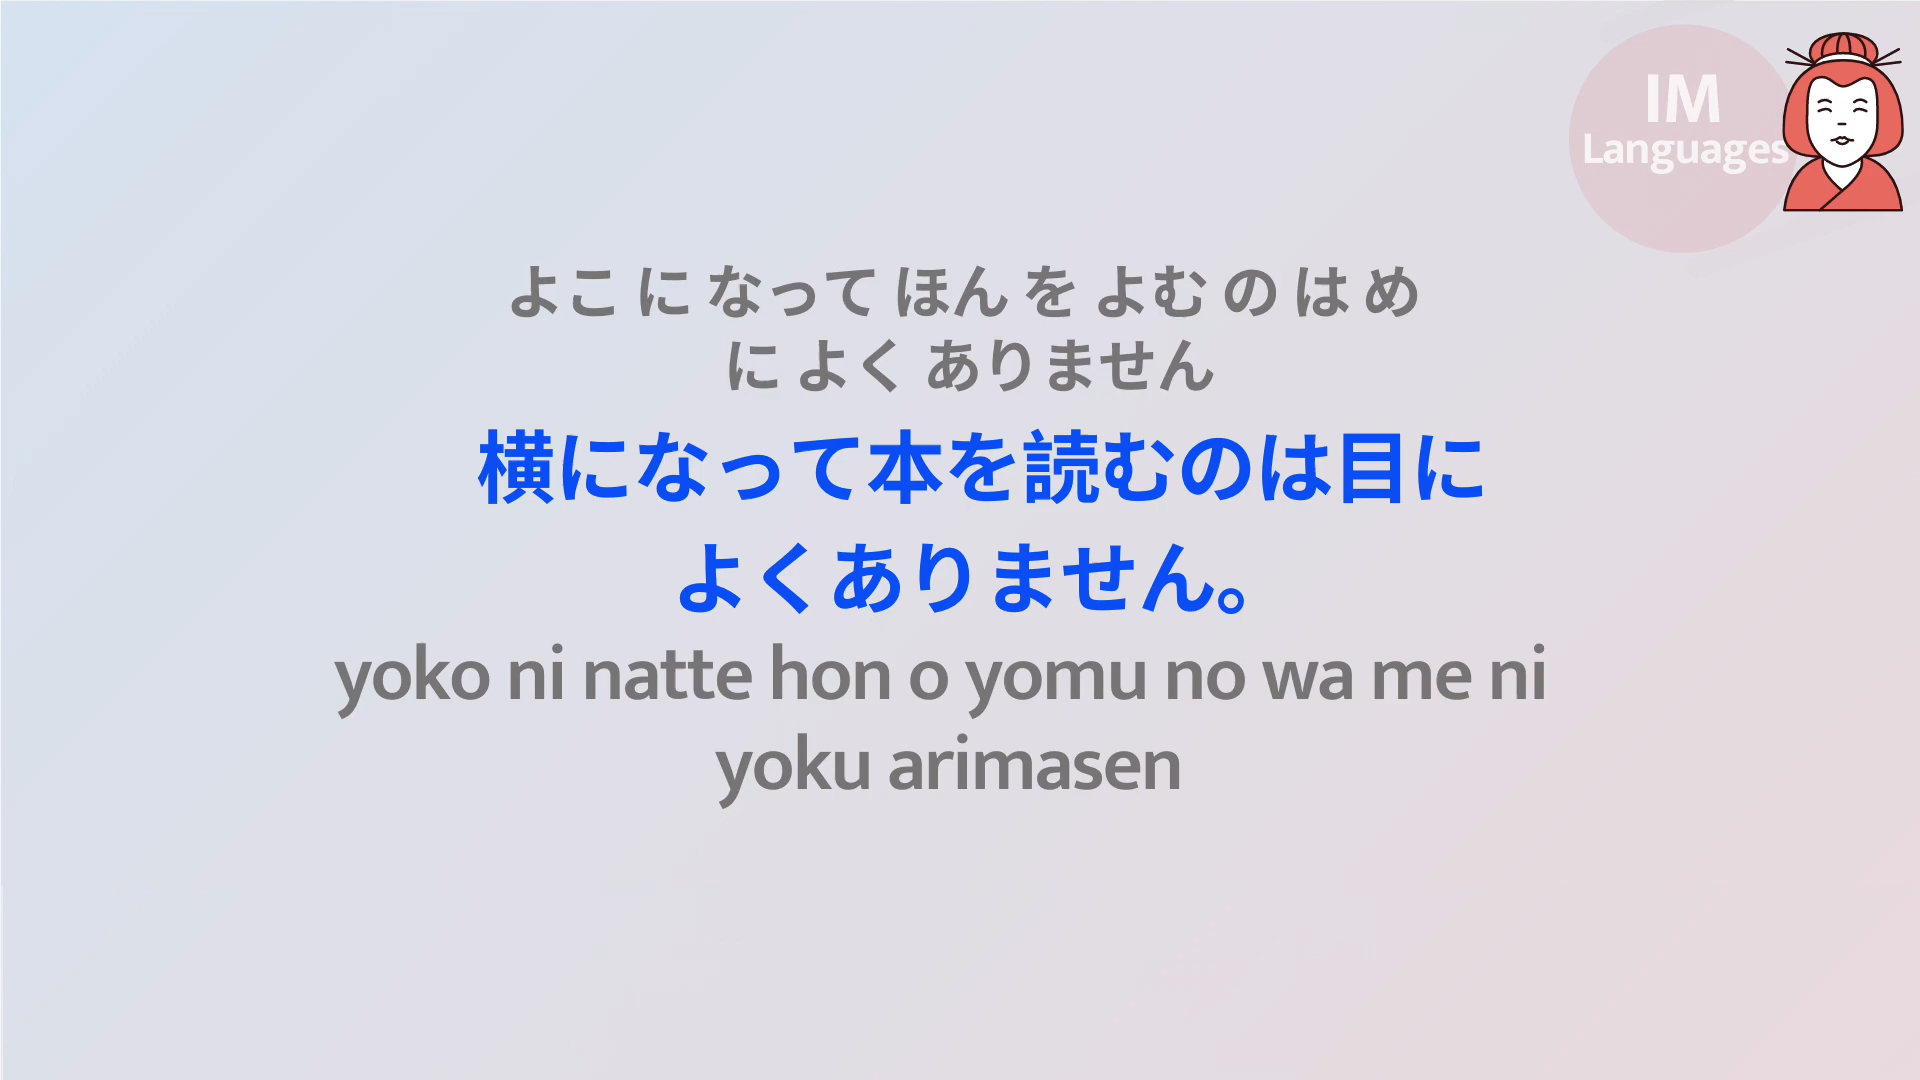 IM
Languages
よこ に なって ほん を よむ の は め
に よく ありません
横になって本を読むのは目に
よくありません。
yoko ni natte hon o yomu no wa me ni
yoku arimasen